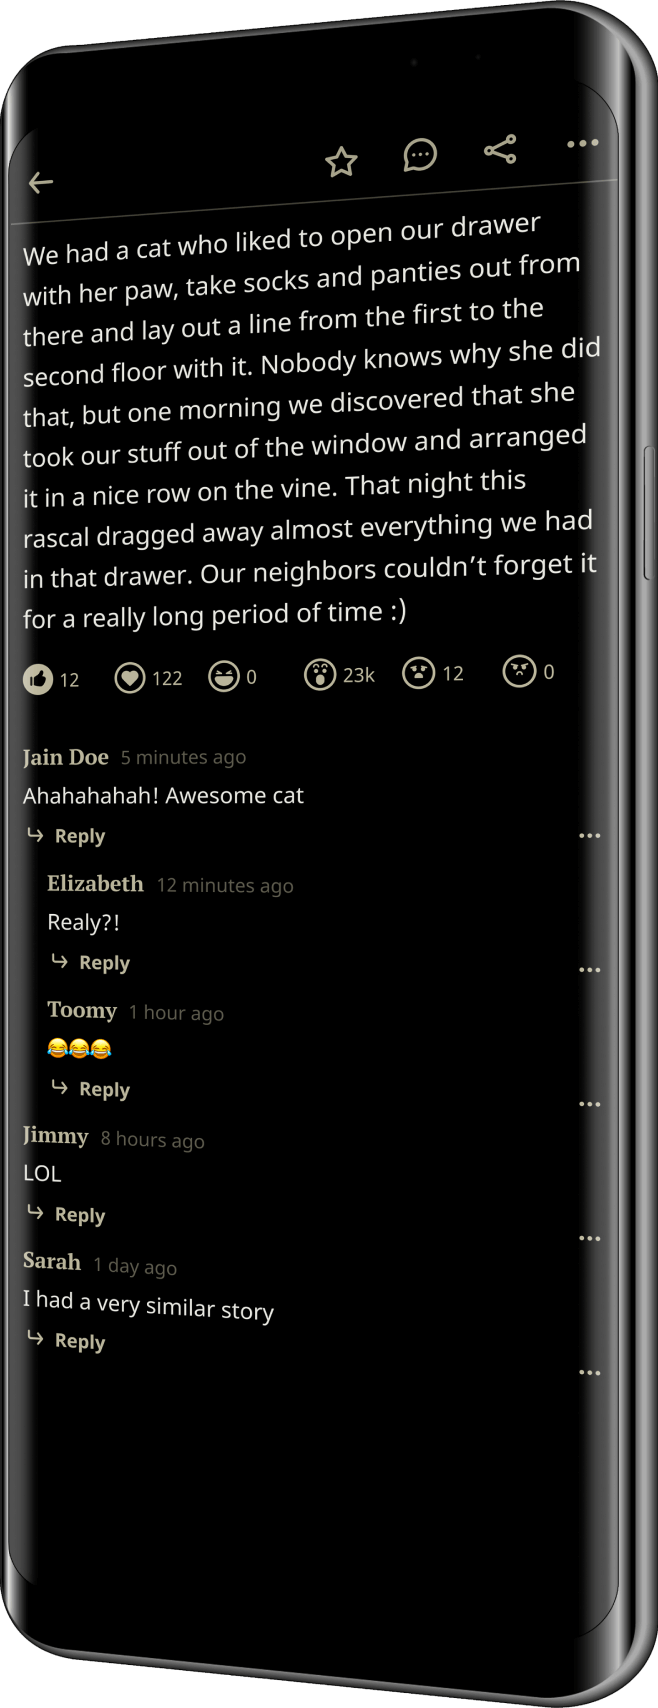 We had a cat who liked to open our drawer
with her paw, take socks and panties out from
there and lay out a line from the first to the
second floor with it. Nobody knows why she did
that, but one morning we discovered that she
took our stuff out of the window and arranged
it in a nice row on the vine. That night this
rascal dragged away almost everything we had
in that drawer. Our neighbors couldn’t forget it
for a really long period of time :)
12 122 0 23k 12 0
Jain Doe 5 minutes ago
Ahahahahah! Awesome cat
Reply
Elizabeth 12 minutes ago
Realy?!
Reply
Toomy 1 hour ago
😂😂😂
Reply
Jimmy 8 hours ago
LOL
Reply
Sarah 1 day ago
I had a very similar story
Reply